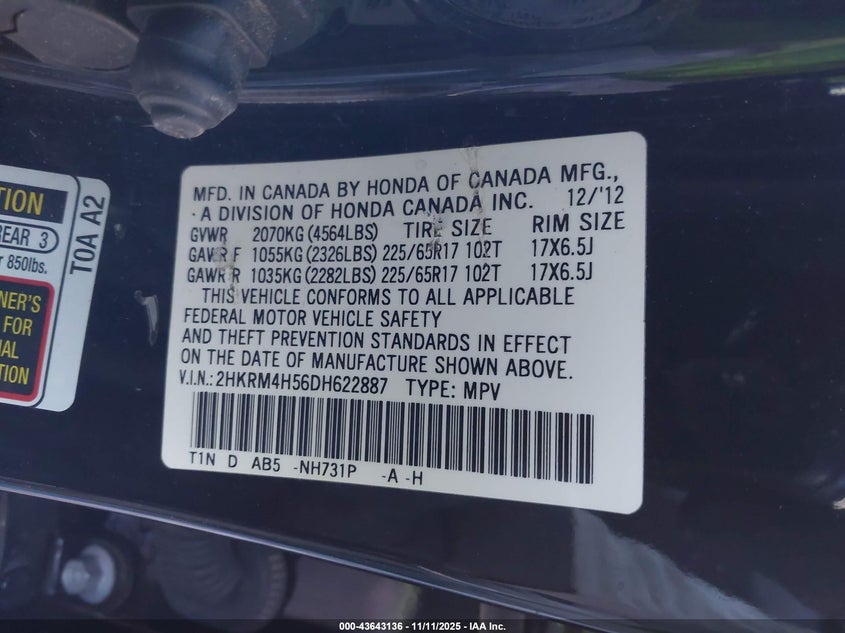 TION
REAR 3
r 850lbs.
T0A A2
NER'S
FOR
AL
TION
MFD. IN CANADA BY HONDA OF CANADA MFG.,
A DIVISION OF HONDA CANADA INC. 12/'12
GVWR 2070KG (4564LBS) TIRE SIZE RIM SIZE
GAWR F 1055KG (2326LBS) 225/65R17 102T 17X6.5J
GAWR R 1035KG (2282LBS) 225/65R17 102T 17X6.5J
THIS VEHICLE CONFORMS TO ALL APPLICABLE
FEDERAL MOTOR VEHICLE SAFETY
AND THEFT PREVENTION STANDARDS IN EFFECT
ON THE DATE OF MANUFACTURE SHOWN ABOVE.
V.I.N.: 2HKRM4H56DH622887 TYPE: MPV
T1N D AB5 -NH731P -A -H
000-43643136 - 11/11/2025 - IAA Inc.